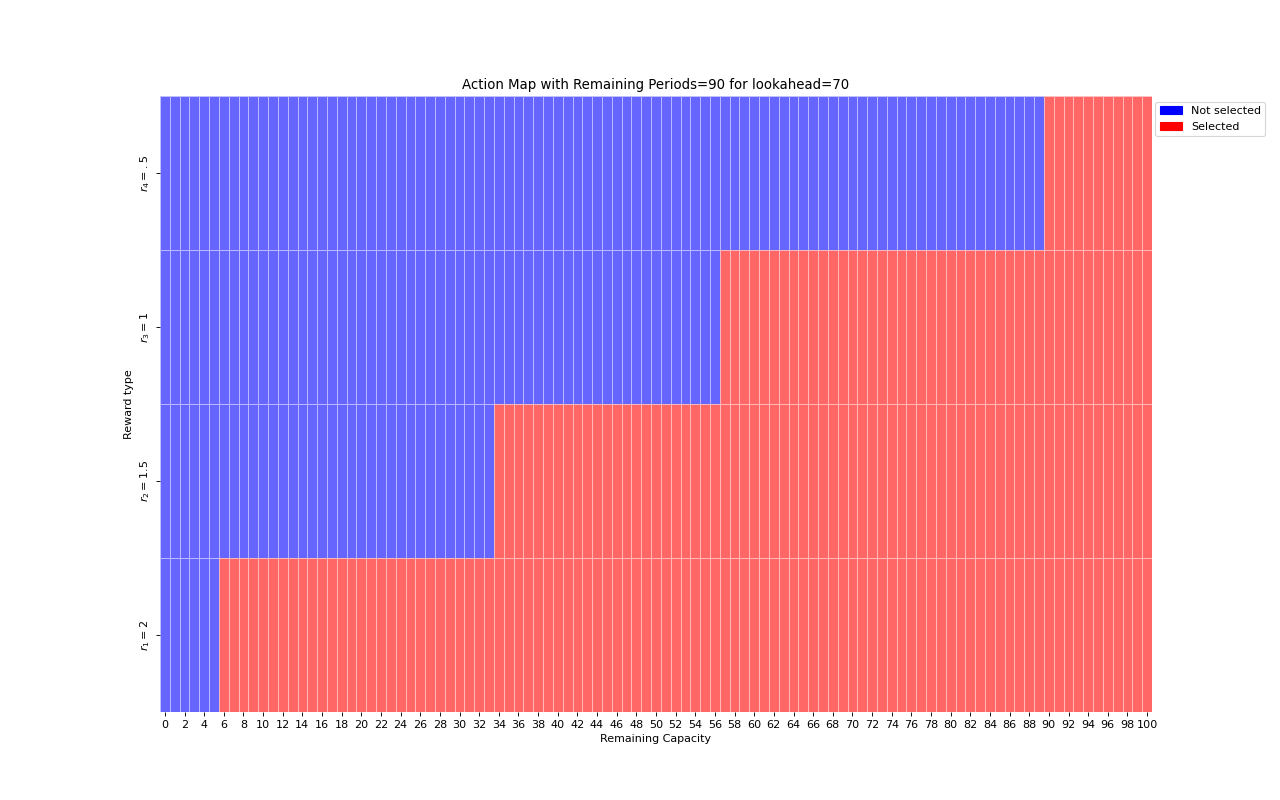 Action Map with Remaining Periods=90 for lookahead=70
Not selected
Selected
r₄ = .5
r₃ = 1
r₂ = 1.5
r₁ = 2
Reward type
0 2 4 6 8 10 12 14 16 18 20 22 24 26 28 30 32 34 36 38 40 42 44 46 48 50 52 54 56 58 60 62 64 66 68 70 72 74 76 78 80 82 84 86 88 90 92 94 96 98 100
Remaining Capacity